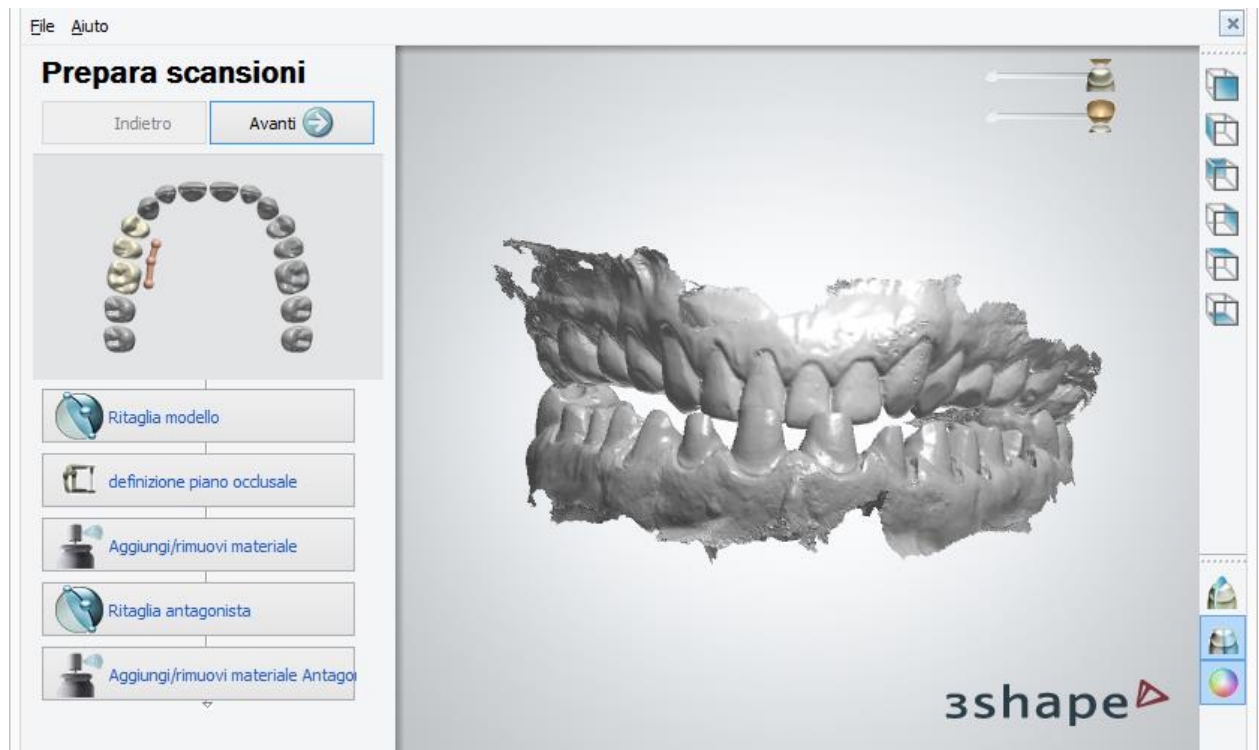 File Aiuto
Prepara scansioni
Indietro
Avanti
Ritaglia modello
definizione piano occlusale
Aggiungi/rimuovi materiale
Ritaglia antagonista
Aggiungi/rimuovi materiale Antagon
3shape